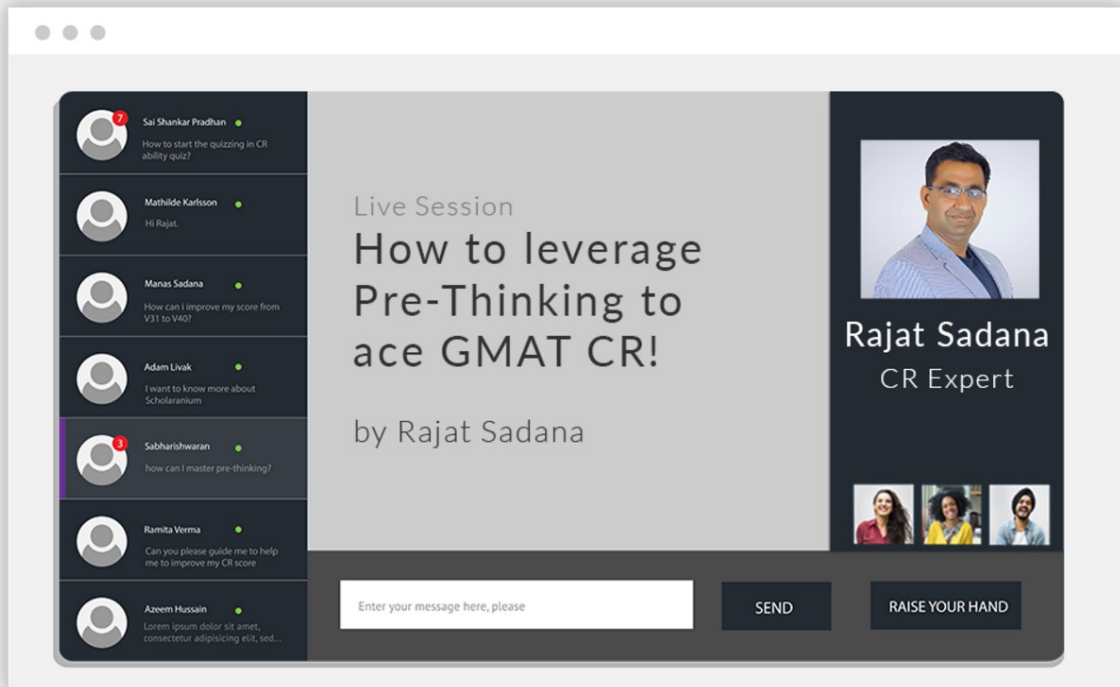 7
Sai Shankar Pradhan
How to start the quizzing in CR
ability quiz?
Mathilde Karlsson
Hi Rajat.
Manas Sadana
How can i improve my score from
V31 to V40?
Adam Livak
I want to know more about
Scholaranium
3
Sabharishwaran
how can I master pre-thinking?
Ramita Verma
Can you please guide me to help
me to improve my CR score
Azeem Hussain
Lorem ipsum dolor sit amet,
consectetur adipisicing elit, sed...
Live Session
How to leverage
Pre-Thinking to
ace GMAT CR!
by Rajat Sadana
Rajat Sadana
CR Expert
Enter your message here, please
SEND
RAISE YOUR HAND